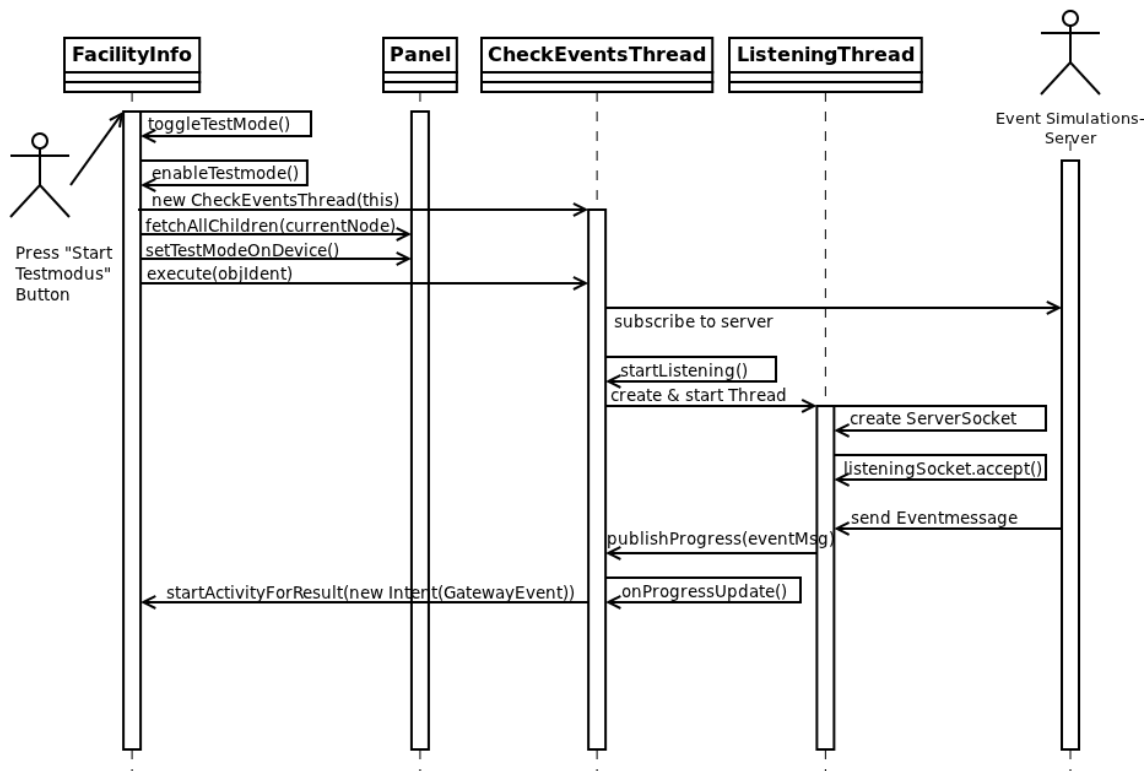 FacilityInfo
Panel
CheckEventsThread
ListeningThread
Event Simulations-
Server
toggleTestMode()
enableTestmode()
new CheckEventsThread(this)
fetchAllChildren(currentNode)
setTestModeOnDevice()
execute(objIdent)
Press "Start
Testmodus"
Button
subscribe to server
startListening()
create & start Thread
create ServerSocket
listeningSocket.accept()
send Eventmessage
publishProgress(eventMsg)
startActivityForResult(new Intent(GatewayEvent))
onProgressUpdate()